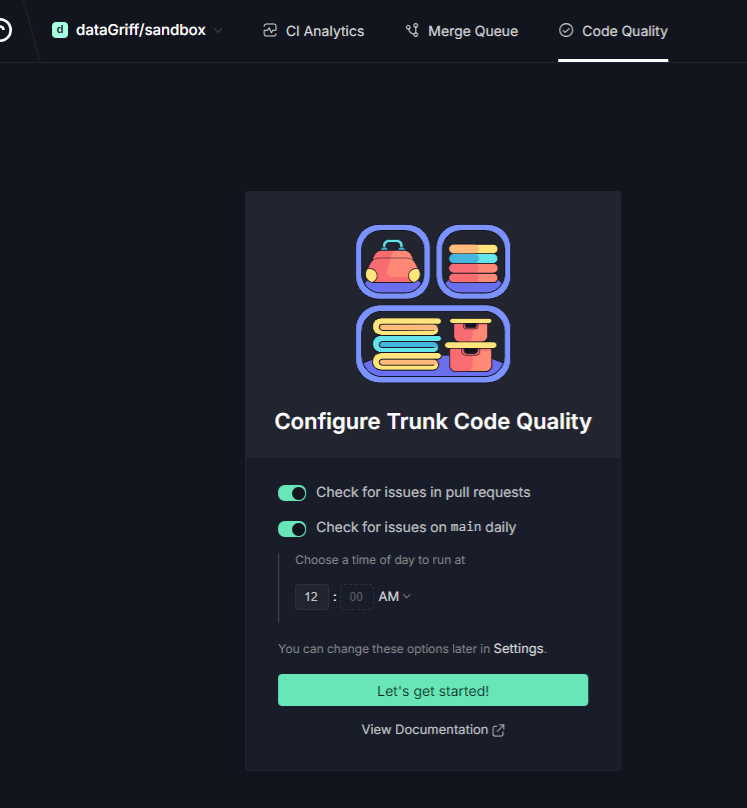 d dataGriff/sandbox CI Analytics Merge Queue Code Quality
Configure Trunk Code Quality
Check for issues in pull requests
Check for issues on main daily
Choose a time of day to run at
12 : 00 AM
You can change these options later in Settings.
Let's get started!
View Documentation